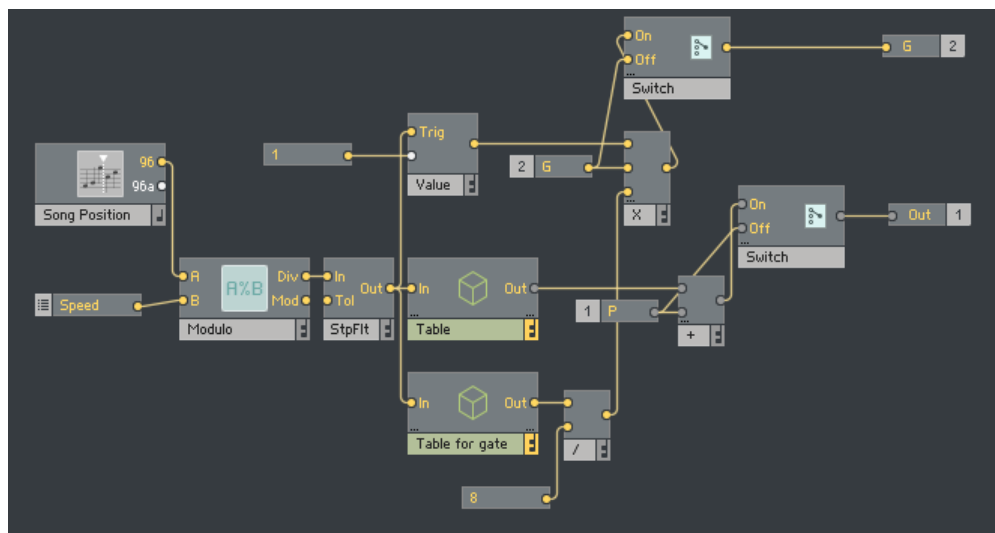 On
Off
Switch
G 2
1
Trig
Value
2 G
X
96
96a
Song Position
On
Off
Switch
Out 1
Speed
A
B
A%B
Div
Mod
Modulo
In
Tol
Out
StpFlt
In
Out
Table
1 P
+
In
Out
Table for gate
/
8